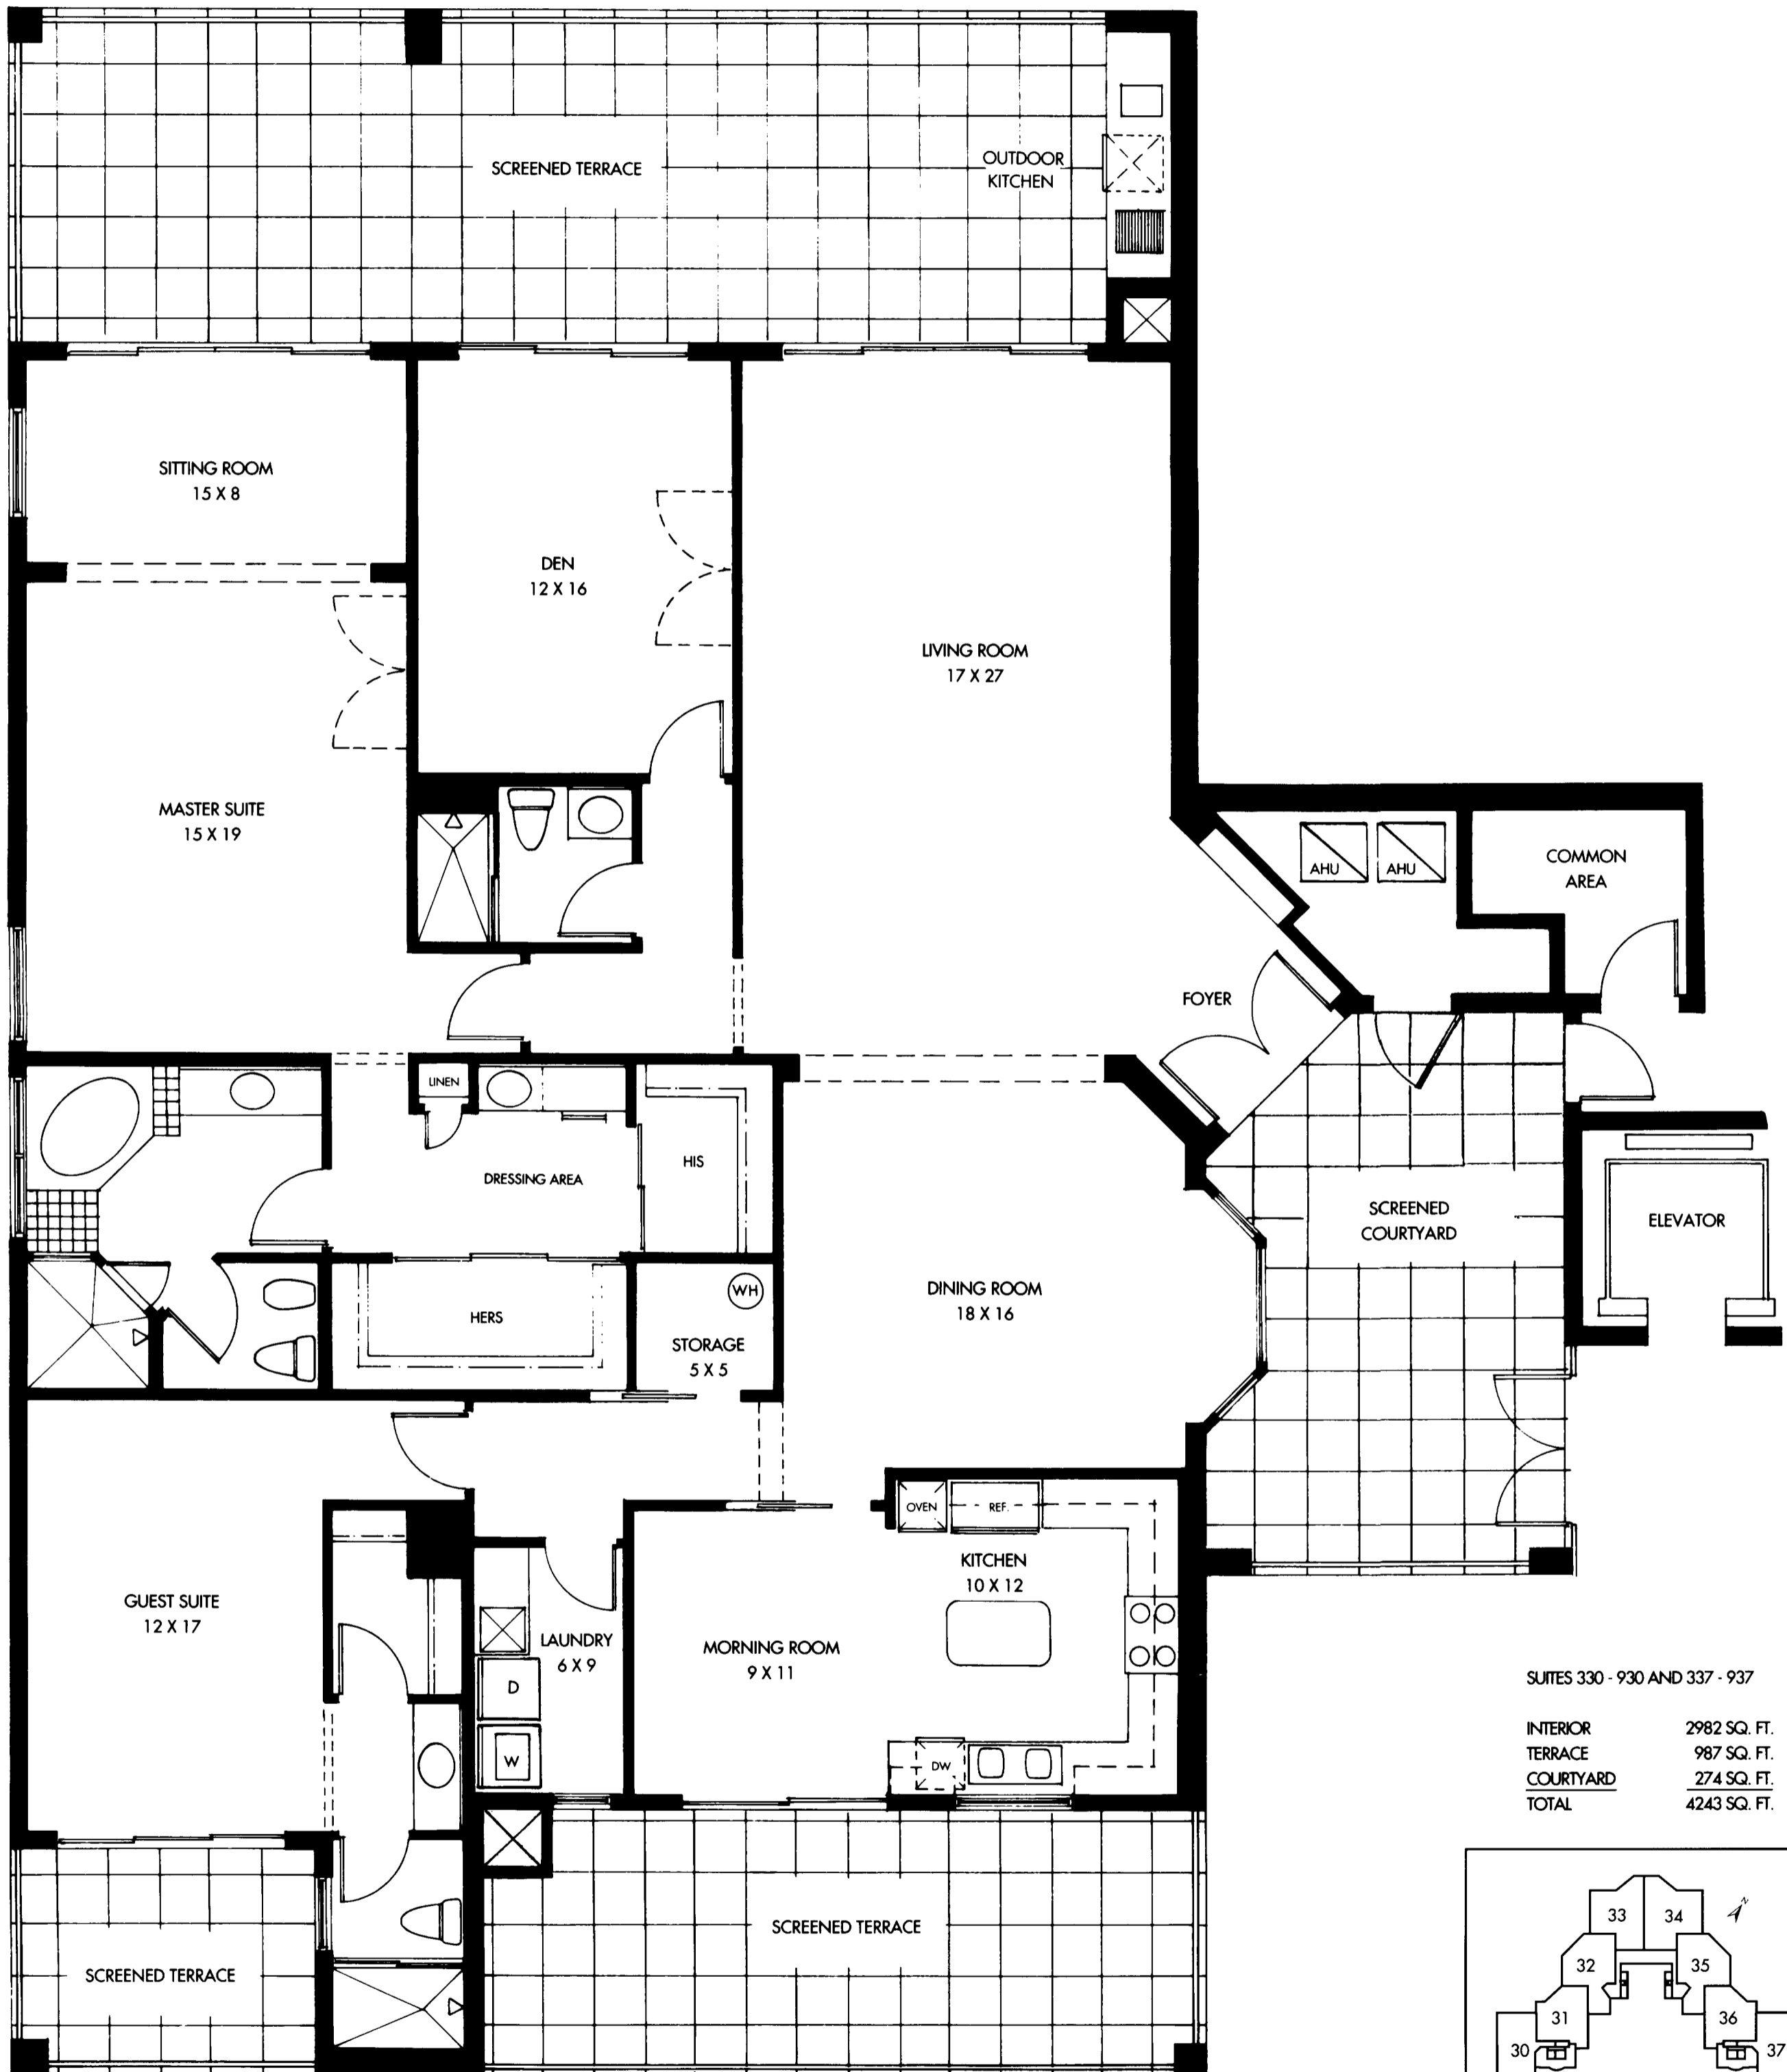 SCREENED TERRACE
OUTDOOR
KITCHEN
SITTING ROOM
15 X 8
DEN
12 X 16
LIVING ROOM
17 X 27
MASTER SUITE
15 X 19
AHU
AHU
COMMON
AREA
FOYER
LINEN
DRESSING AREA
HIS
SCREENED
COURTYARD
ELEVATOR
HERS
WH
STORAGE
5 X 5
DINING ROOM
18 X 16
OVEN
REF.
KITCHEN
10 X 12
GUEST SUITE
12 X 17
LAUNDRY
6 X 9
MORNING ROOM
9 X 11
D
W
DW
SUITES 330 - 930 AND 337 - 937
INTERIOR 2982 SQ. FT.
TERRACE 987 SQ. FT.
COURTYARD 274 SQ. FT.
TOTAL 4243 SQ. FT.
SCREENED TERRACE
SCREENED TERRACE
N
33
34
32
35
31
36
30
37